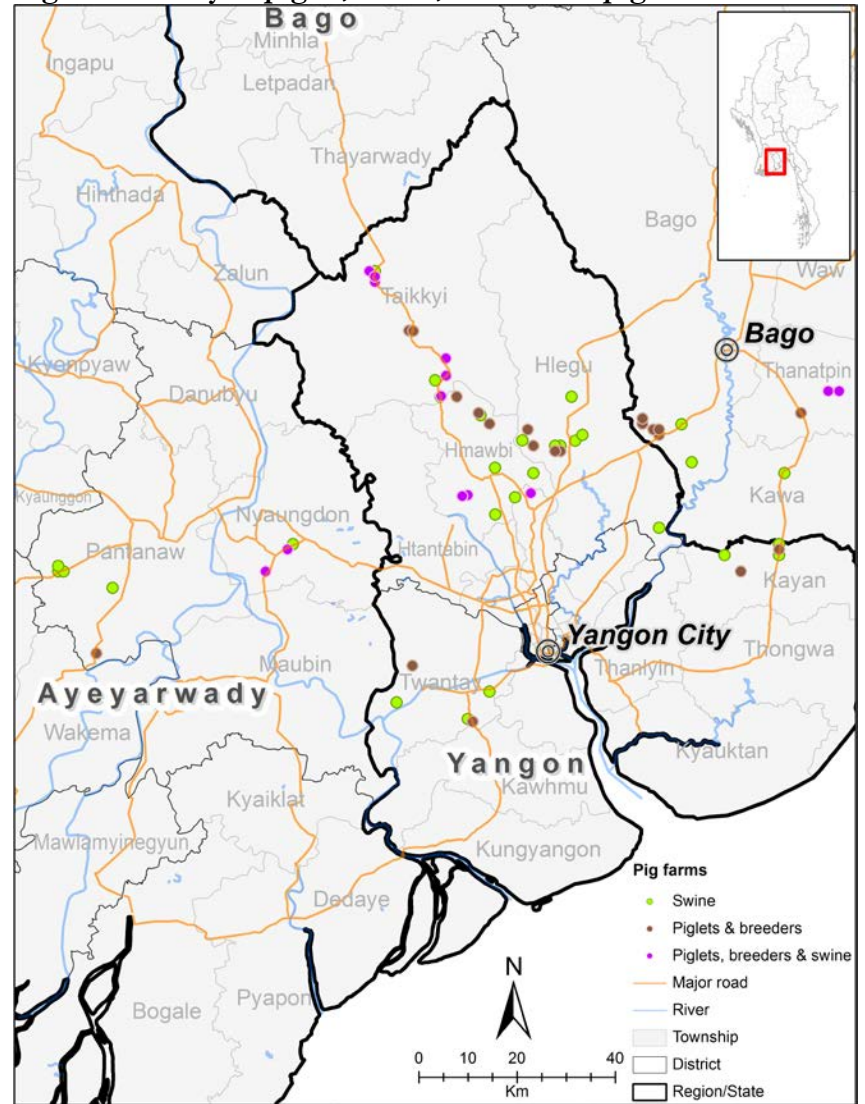 Bago
Minhla
Ingapu
Letpadan
Thayarwady
Hinthada
Bago
Zalun
Waw
Taikkyi
Bago
Kyonpyaw
Hlegu
Thanatpin
Danubyu
Hmawbi
Kyaunggon
Kawa
Nyaungdon
Pantanaw
Htantabin
Kayan
Yangon City
Maubin
Thongwa
Thanlyin
Twantay
Ayeyarwady
Wakema
Kyauktan
Yangon
Kawhmu
Kyaiklat
Mawlamyinegyun
Kungyangon
Dedaye
Bogale
Pyapon
Pig farms
Swine
Piglets & breeders
Piglets, breeders & swine
Major road
River
Township
District
Region/State
N
0 10 20 40
Km